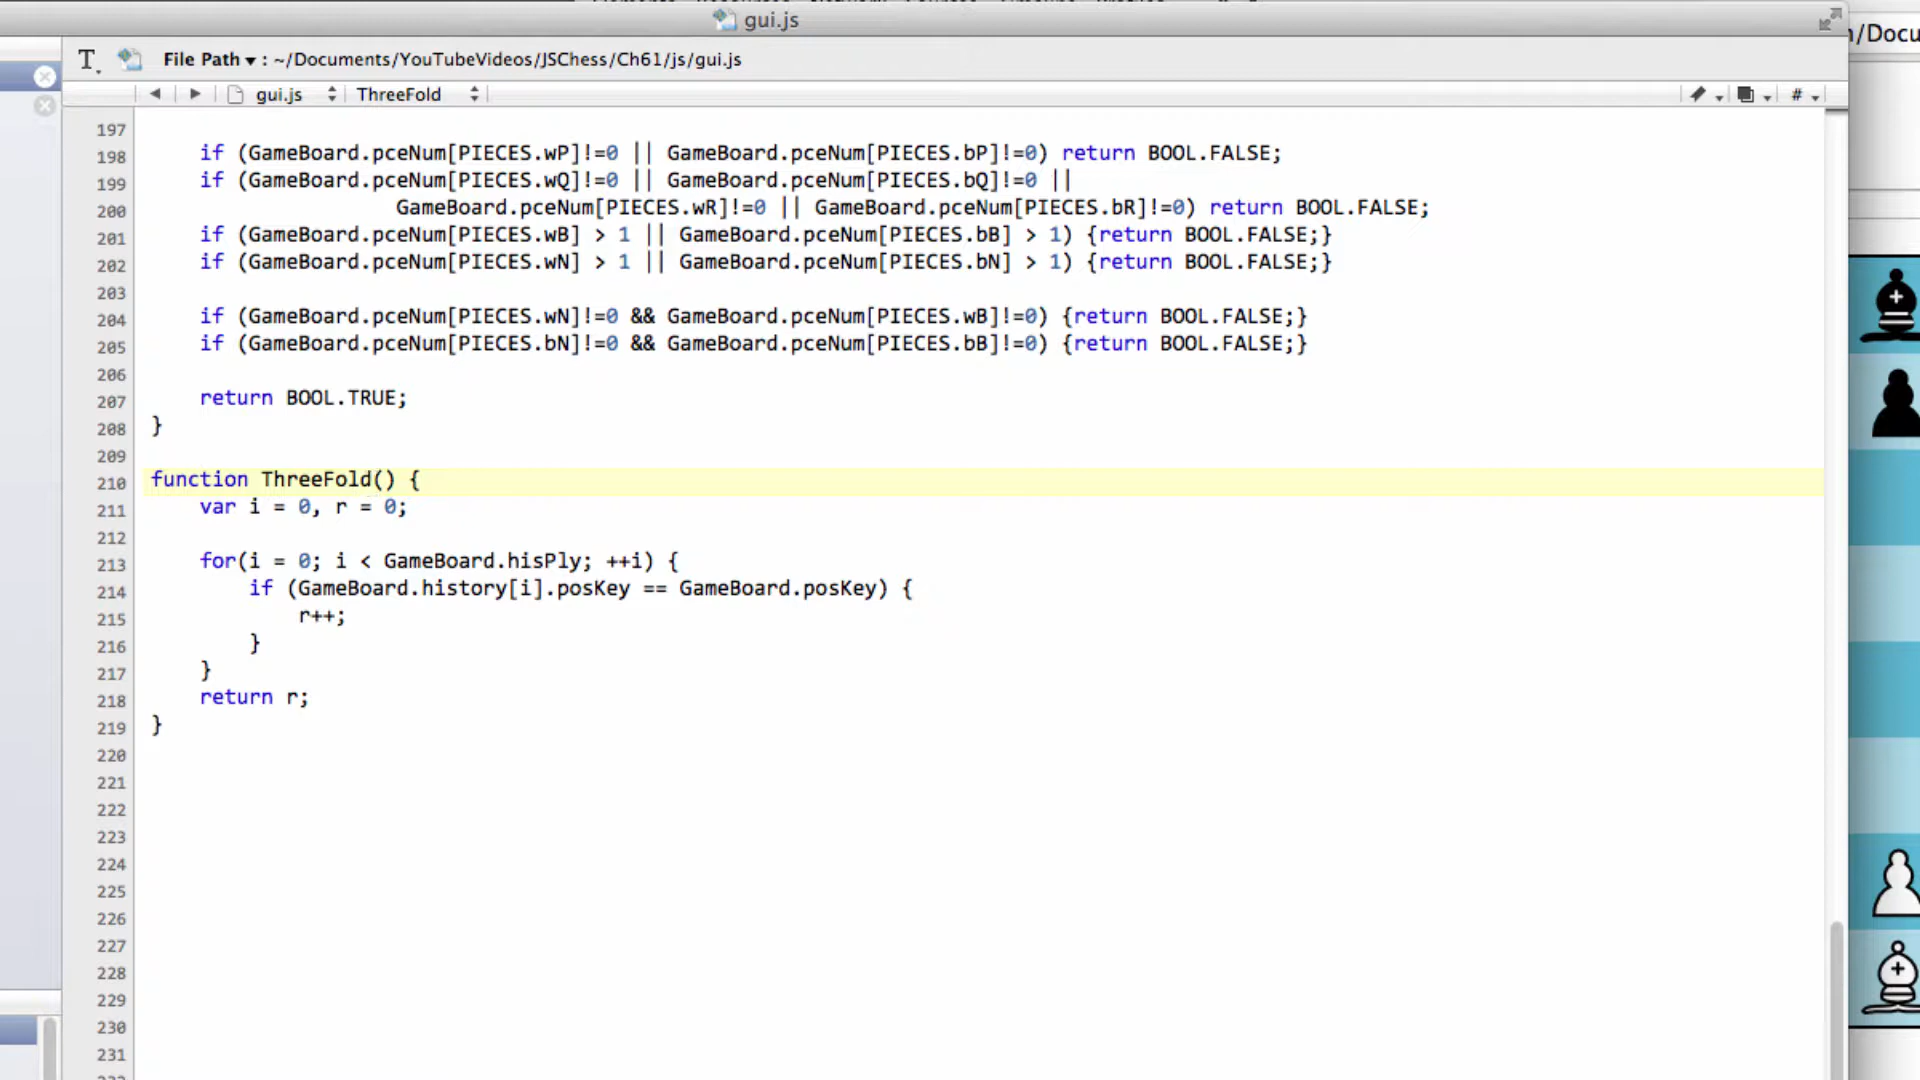 gui.js
/Docu
File Path : ~/Documents/YouTubeVideos/JSChess/Ch61/js/gui.js
gui.js ThreeFold #
197
198 if (GameBoard.pceNum[PIECES.wP]!=0 || GameBoard.pceNum[PIECES.bP]!=0) return BOOL.FALSE;
199 if (GameBoard.pceNum[PIECES.wQ]!=0 || GameBoard.pceNum[PIECES.bQ]!=0 ||
200 GameBoard.pceNum[PIECES.wR]!=0 || GameBoard.pceNum[PIECES.bR]!=0) return BOOL.FALSE;
201 if (GameBoard.pceNum[PIECES.wB] > 1 || GameBoard.pceNum[PIECES.bB] > 1) {return BOOL.FALSE;}
202 if (GameBoard.pceNum[PIECES.wN] > 1 || GameBoard.pceNum[PIECES.bN] > 1) {return BOOL.FALSE;}
203
204 if (GameBoard.pceNum[PIECES.wN]!=0 && GameBoard.pceNum[PIECES.wB]!=0) {return BOOL.FALSE;}
205 if (GameBoard.pceNum[PIECES.bN]!=0 && GameBoard.pceNum[PIECES.bB]!=0) {return BOOL.FALSE;}
206
207 return BOOL.TRUE;
208 }
209
210 function ThreeFold() {
211 var i = 0, r = 0;
212
213 for(i = 0; i < GameBoard.hisPly; ++i) {
214 if (GameBoard.history[i].posKey == GameBoard.posKey) {
215 r++;
216 }
217 }
218 return r;
219 }
220
221
222
223
224
225
226
227
228
229
230
231